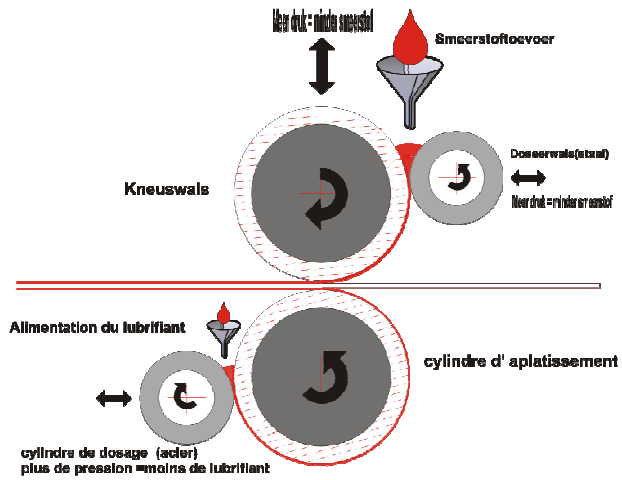 Meer druk = minder smeerstof
Smeerstoftoevoer
Doseerwals(staal)
Meer druk = minder smeerstof
Kneuswals
Alimentation du lubrifiant
cylindre d' aplatissement
cylindre de dosage (acier)
plus de pression =moins de lubrifiant